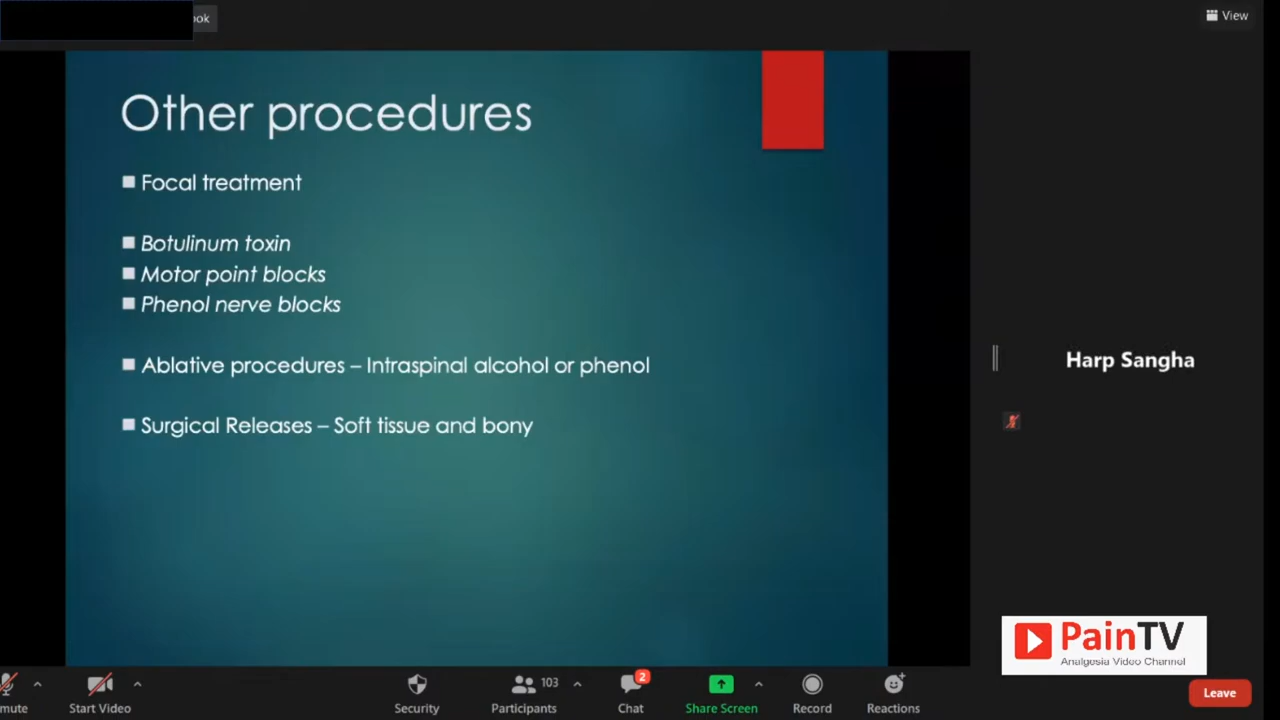 ook
View
Other procedures
Focal treatment
Botulinum toxin
Motor point blocks
Phenol nerve blocks
Ablative procedures – Intraspinal alcohol or phenol
Surgical Releases – Soft tissue and bony
Harp Sangha
PainTV
Analgesia Video Channel
mute
Start Video
Security
103
Participants
2
Chat
Share Screen
Record
Reactions
Leave